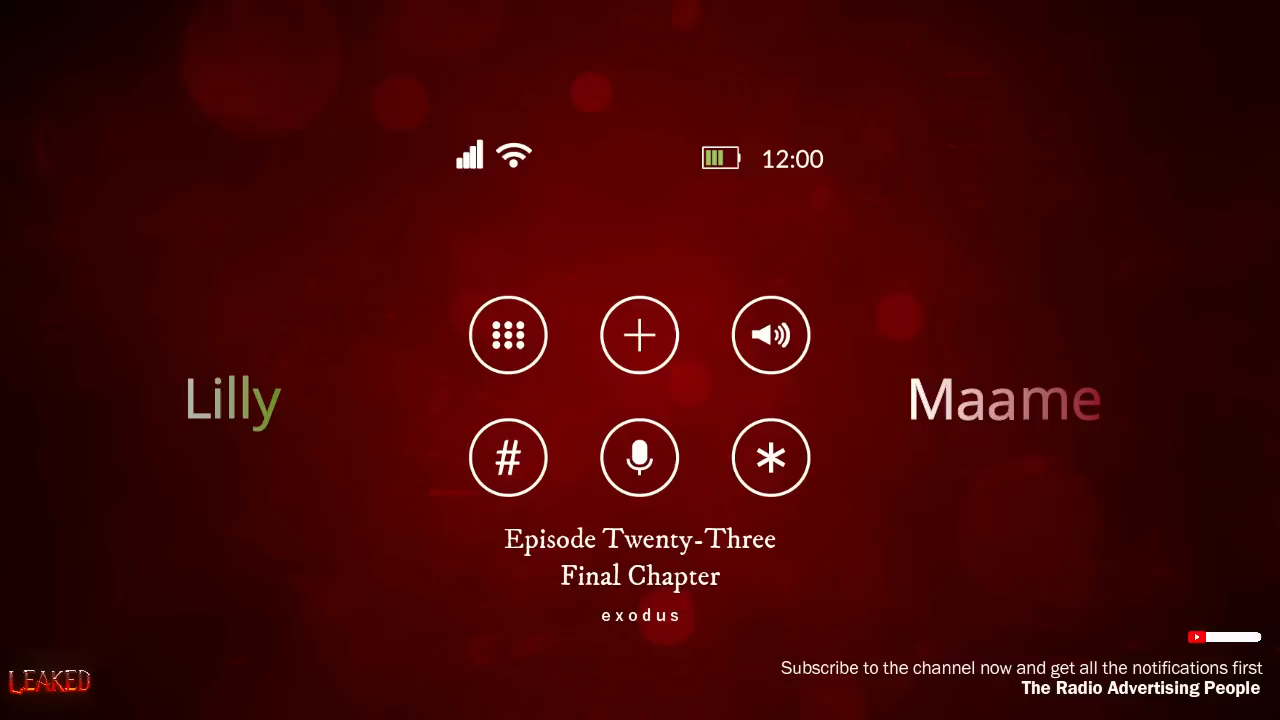 12:00
Lilly
Maame
#
*
Episode Twenty-Three
Final Chapter
exodus
Subscribe to the channel now and get all the notifications first
LEAKED
The Radio Advertising People